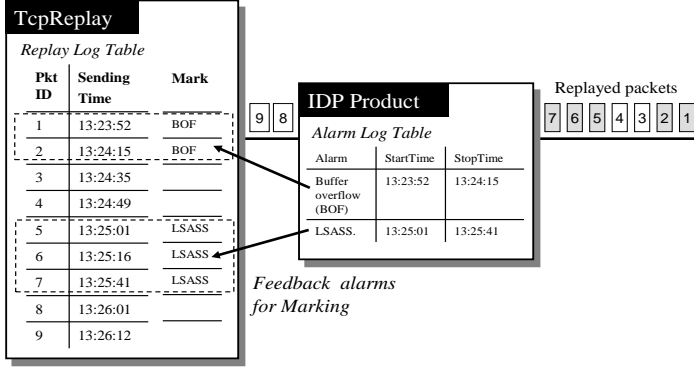 TcpReplay
Replay Log Table
Pkt ID Sending Time Mark
1 13:23:52 BOF
2 13:24:15 BOF
3 13:24:35
4 13:24:49
5 13:25:01 LSASS
6 13:25:16 LSASS
7 13:25:41 LSASS
8 13:26:01
9 13:26:12
9 8
IDP Product
Alarm Log Table
Alarm StartTime StopTime
Buffer overflow (BOF) 13:23:52 13:24:15
LSASS. 13:25:01 13:25:41
Feedback alarms
for Marking
Replayed packets
7 6 5 4 3 2 1